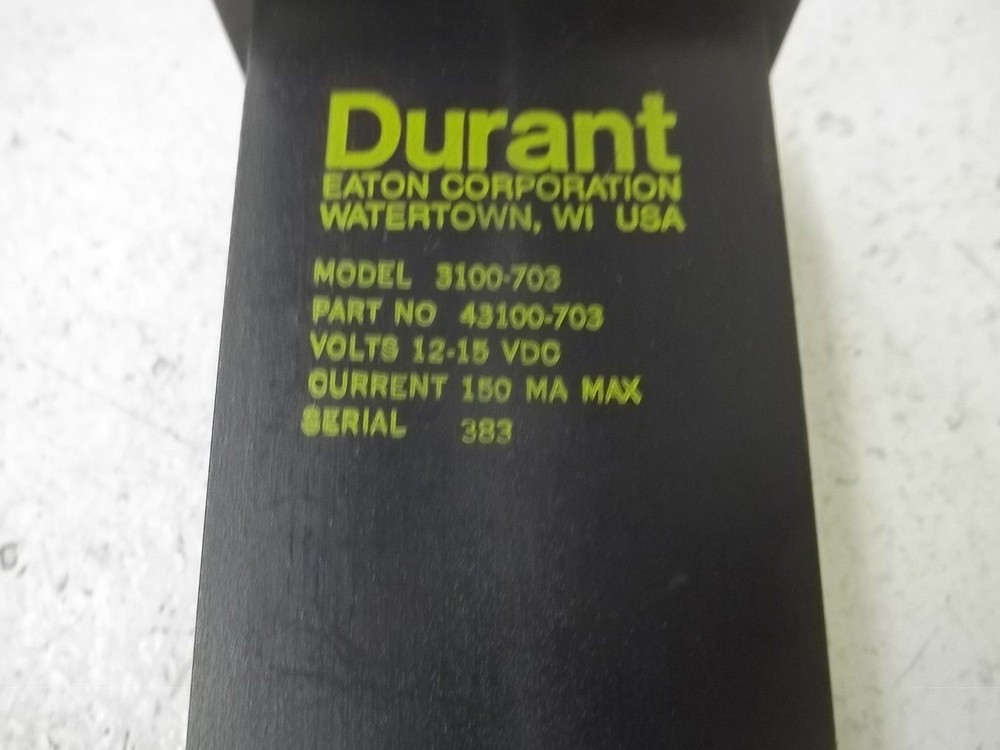 Durant
EATON CORPORATION
WATERTOWN, WI USA
MODEL 3100-703
PART NO 43100-703
VOLTS 12-15 VDC
CURRENT 150 MA MAX
SERIAL 383